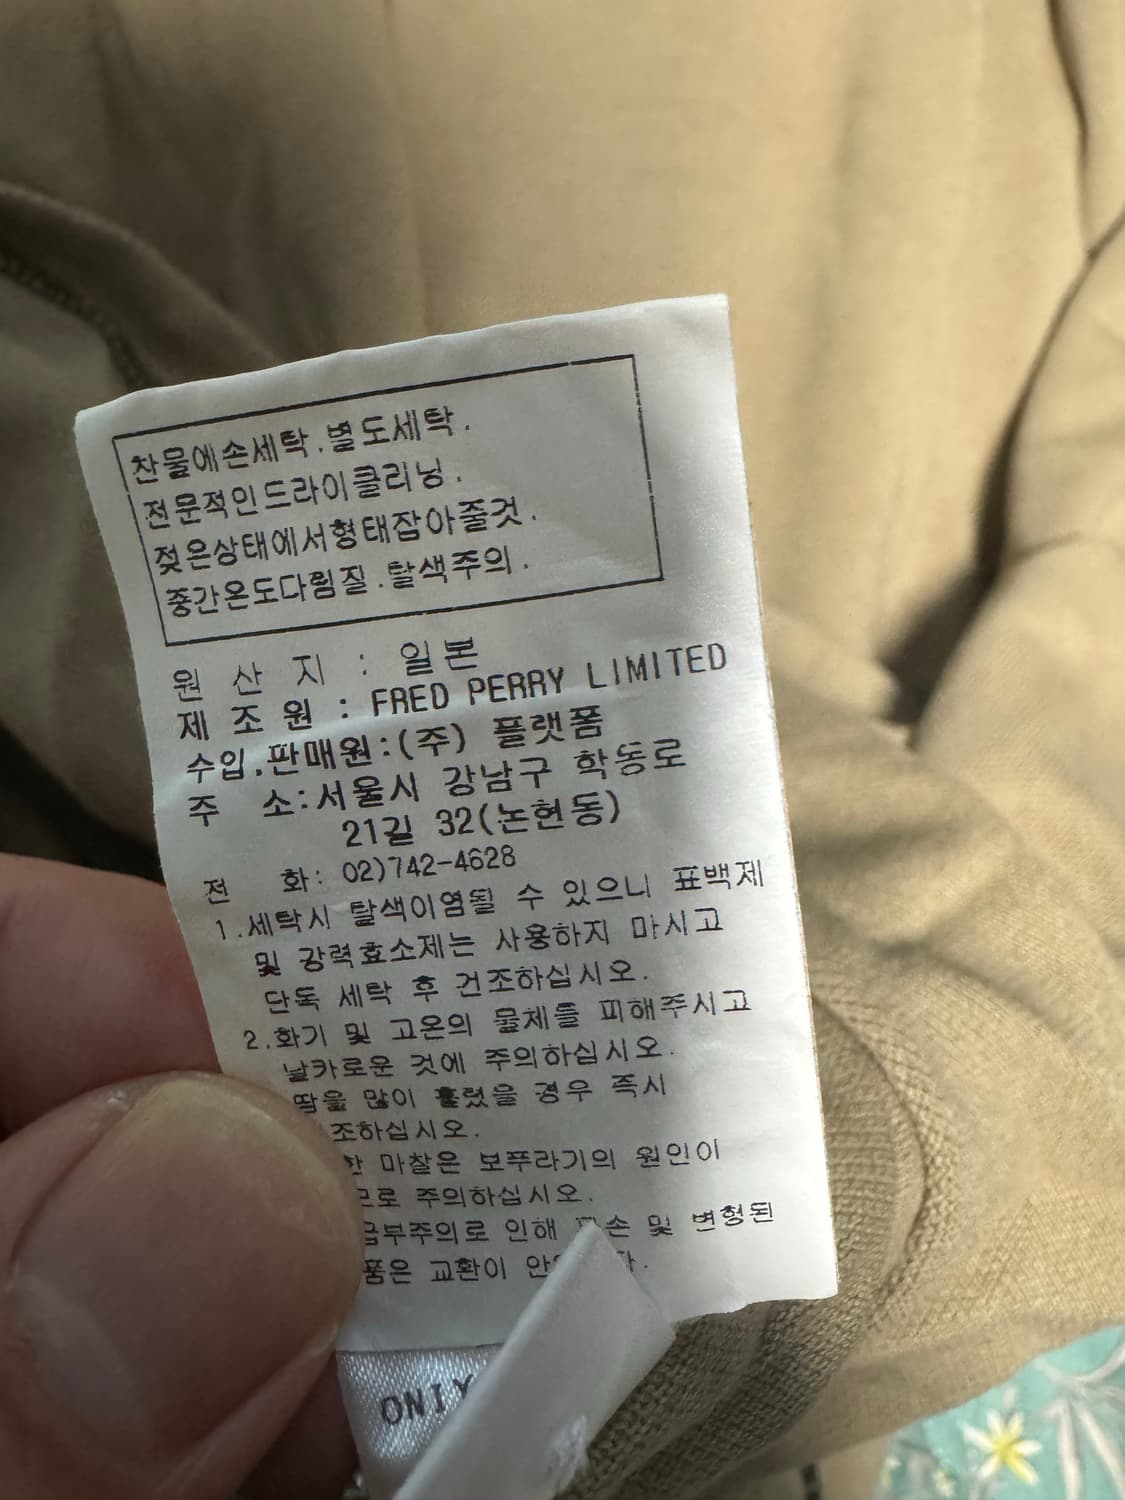 찬물에손세탁.별도세탁.
전문적인드라이클리닝.
젖은상태에서형태잡아줄것.
중간온도다림질.탈색주의.
원 산 지 : 일본
제 조 원 : FRED PERRY LIMITED
수입.판매원:(주) 플랫폼
주 소:서울시 강남구 학동로
21길 32(논현동)
전 화: 02)742-4628
1.세탁시 탈색이염될 수 있으니 표백제
및 강력효소제는 사용하지 마시고
단독 세탁 후 건조하십시오.
2.화기 및 고온의 물체를 피해주시고
날카로운 것에 주의하십시오.
땀을 많이 흘렸을 경우 즉시
조하십시오.
한 마찰은 보푸라기의 원인이
므로 주의하십시오.
급부주의로 인해 손 및 변형된
품은 교환이
ONLY